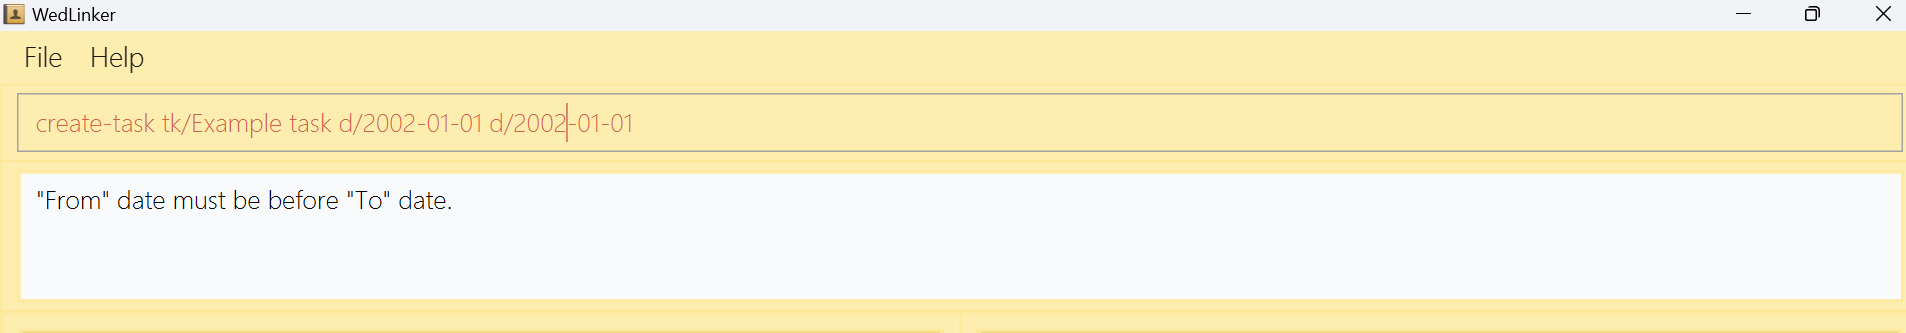 WedLinker
File Help
create-task tk/Example task d/2002-01-01 d/2002-01-01
"From" date must be before "To" date.